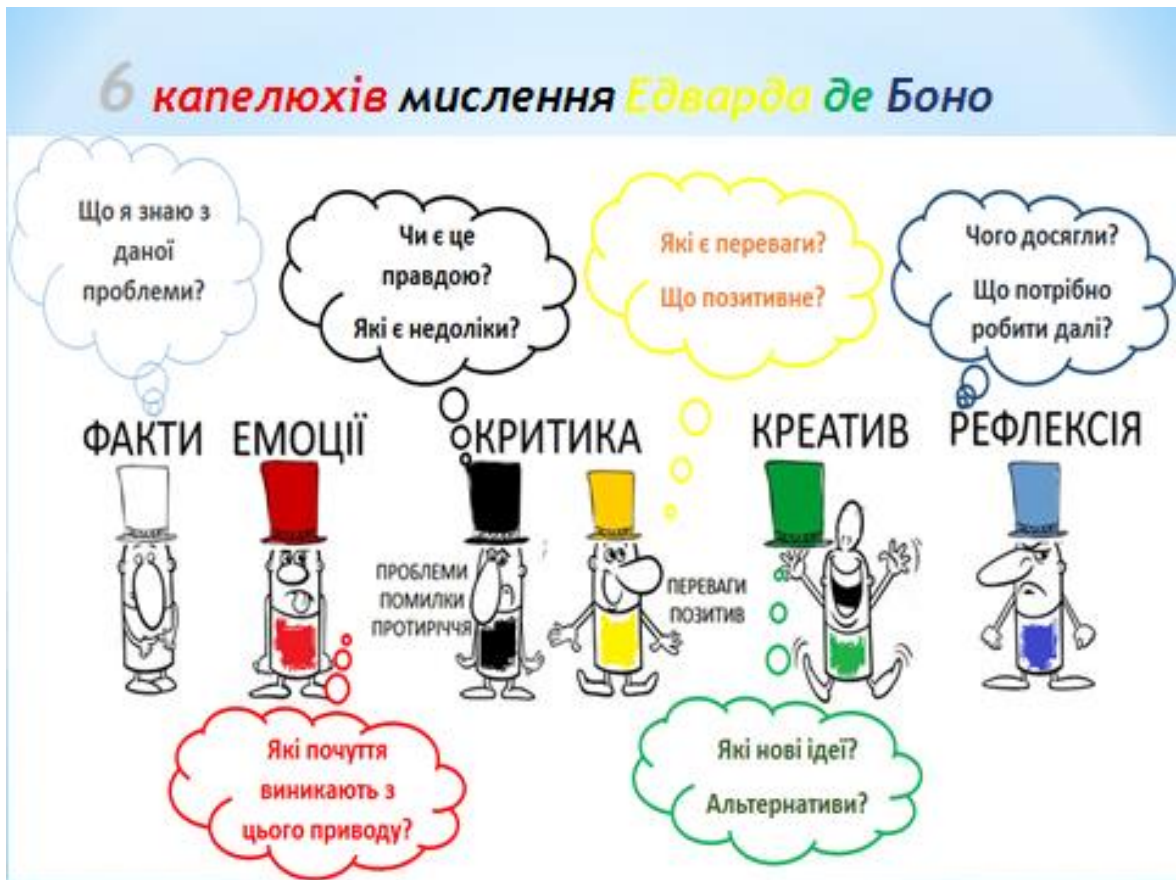 6 капелюхів мислення Едварда де Боно
Що я знаю з
даної
проблеми?
Чи є це
правдою?
Які є недоліки?
Які є переваги?
Що позитивне?
Чого досягли?
Що потрібно
робити далі?
ФАКТИ
ЕМОЦІЇ
КРИТИКА
КРЕАТИВ
РЕФЛЕКСІЯ
ПРОБЛЕМИ
ПОМИЛКИ
ПРОТИРІЧЧЯ
ПЕРЕВАГИ
ПОЗИТИВ
Які почуття
виникають з
цього приводу?
Які нові ідеї?
Альтернативи?